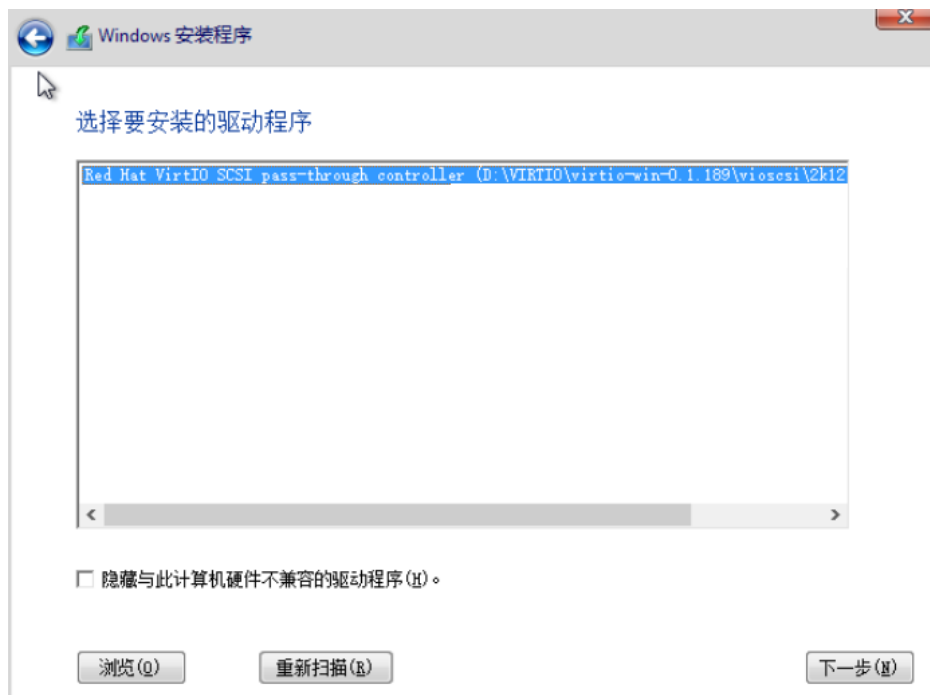 Windows 安装程序
选择要安装的驱动程序
Red Hat VirtIO SCSI pass-through controller (D:\VIRTIO\virtio-win-0.1.189\vioscsi\2k12
隐藏与此计算机硬件不兼容的驱动程序(H)。
浏览(O) 重新扫描(R) 下一步(N)